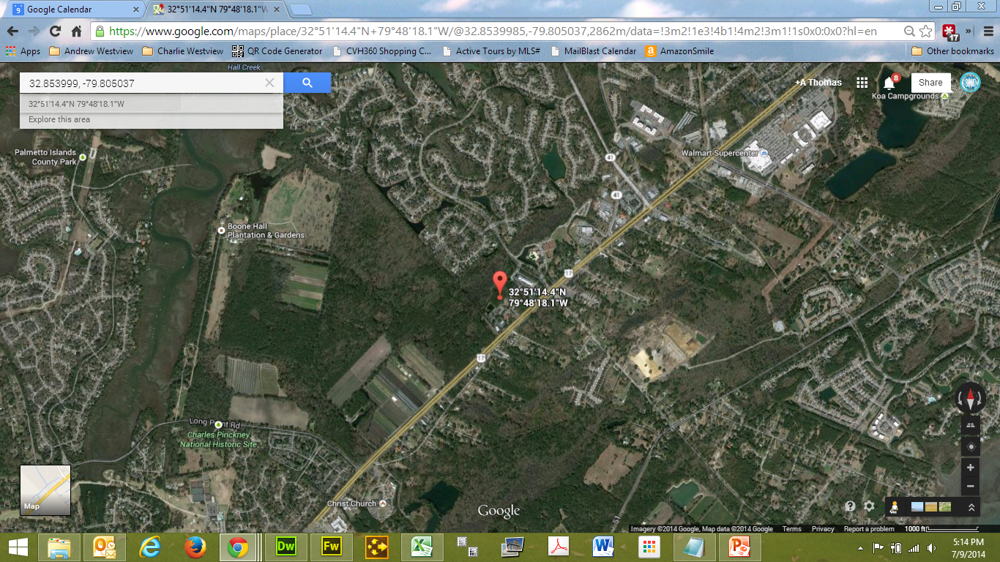 Google Calendar
32°51'14.4"N 79°48'18.1"W
https://www.google.com/maps/place/32°51'14.4"N+79°48'18.1"W/@32.8539985,-79.805037,2862m/data=!3m2!1e3!4b1!4m2!3m1!1s0x0:0x0?hl=en
17
Apps
Andrew Westview
Charlie Westview
QR Code Generator
CVH360 Shopping C...
Active Tours by MLS#
MailBlast Calendar
AmazonSmile
Other bookmarks
Hall Creek
32.853999, -79.805037
32°51'14.4"N 79°48'18.1"W
Explore this area
+A Thomas
8
Share
Koa Campgrounds
Palmetto Islands
County Park
41
Walmart Supercenter
41
Boone Hall
Plantation & Gardens
17
32°51'14.4"N
79°48'18.1"W
17
Long Point Rd
Charles Pinckney
National Historic Site
Map
Christ Church
Google
Imagery ©2014 Google, Map data ©2014 Google
Terms
Privacy
Report a problem
1000 ft
Dw
Fw
5:14 PM
7/9/2014